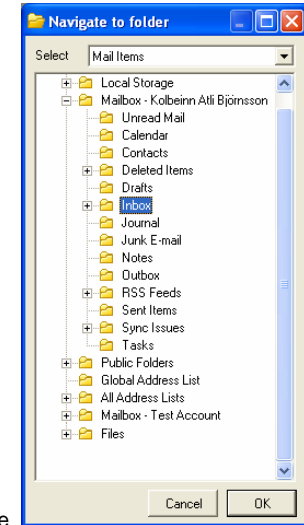 Navigate to folder
Select Mail Items
Local Storage
Mailbox - Kolbeinn Atli Björnsson
Unread Mail
Calendar
Contacts
Deleted Items
Drafts
Inbox
Journal
Junk E-mail
Notes
Outbox
RSS Feeds
Sent Items
Sync Issues
Tasks
Public Folders
Global Address List
All Address Lists
Mailbox - Test Account
Files
Cancel OK
e